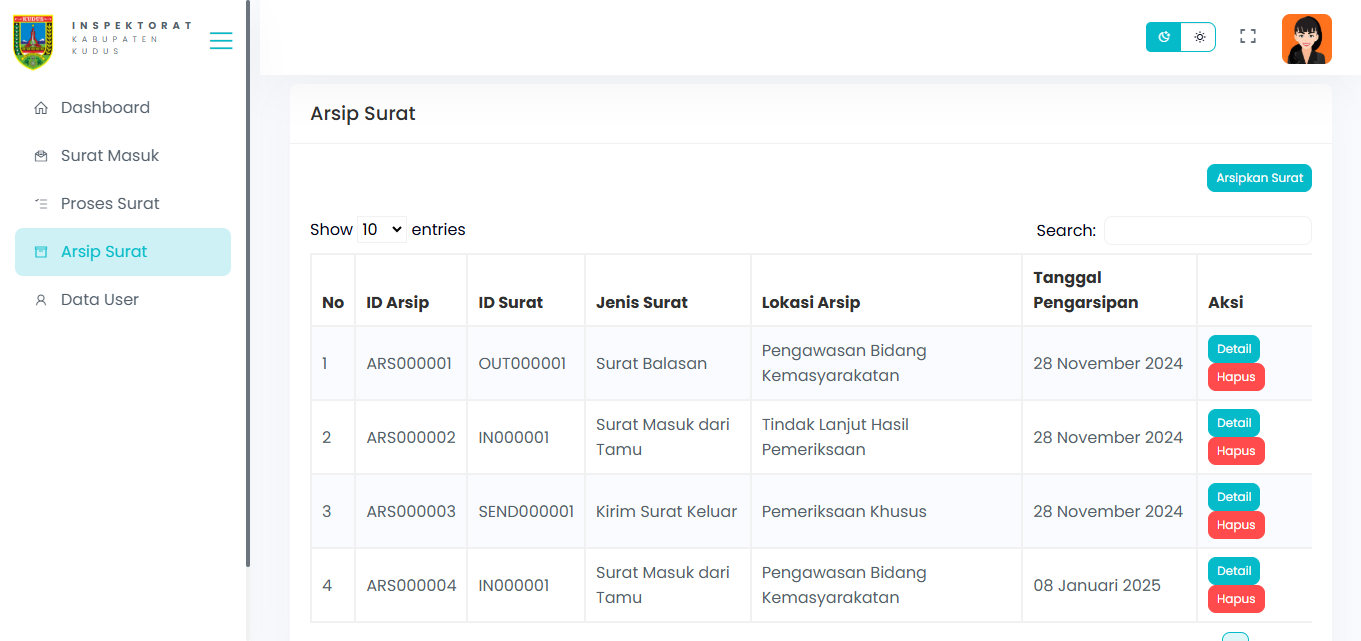 KUDUS
INSPEKTORAT
KABUPATEN
KUDUS
Dashboard
Surat Masuk
Proses Surat
Arsip Surat
Data User
Arsip Surat
Arsipkan Surat
Show 10 entries
Search:
No ID Arsip ID Surat Jenis Surat Lokasi Arsip Tanggal Pengarsipan Aksi
1 ARS000001 OUT000001 Surat Balasan Pengawasan Bidang Kemasyarakatan 28 November 2024 Detail Hapus
2 ARS000002 IN000001 Surat Masuk dari Tamu Tindak Lanjut Hasil Pemeriksaan 28 November 2024 Detail Hapus
3 ARS000003 SEND000001 Kirim Surat Keluar Pemeriksaan Khusus 28 November 2024 Detail Hapus
4 ARS000004 IN000001 Surat Masuk dari Tamu Pengawasan Bidang Kemasyarakatan 08 Januari 2025 Detail Hapus